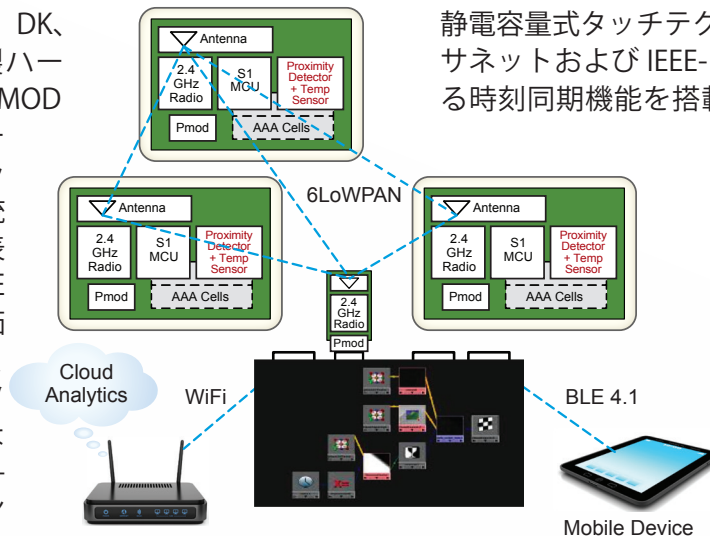 DK、
製ハー
MOD
静電容量式タッチテク
サネットおよび IEEE-
る時刻同期機能を搭載
Antenna
2.4
GHz
Radio
S1
MCU
Proximity
Detector
+ Temp
Sensor
Pmod
AAA Cells
6LoWPAN
Antenna
2.4
GHz
Radio
S1
MCU
Proximity
Detector
+ Temp
Sensor
Pmod
AAA Cells
Antenna
2.4
GHz
Radio
S1
MCU
Proximity
Detector
+ Temp
Sensor
Pmod
AAA Cells
2.4
GHz
Radio
Pmod
Cloud
Analytics
WiFi
BLE 4.1
Mobile Device